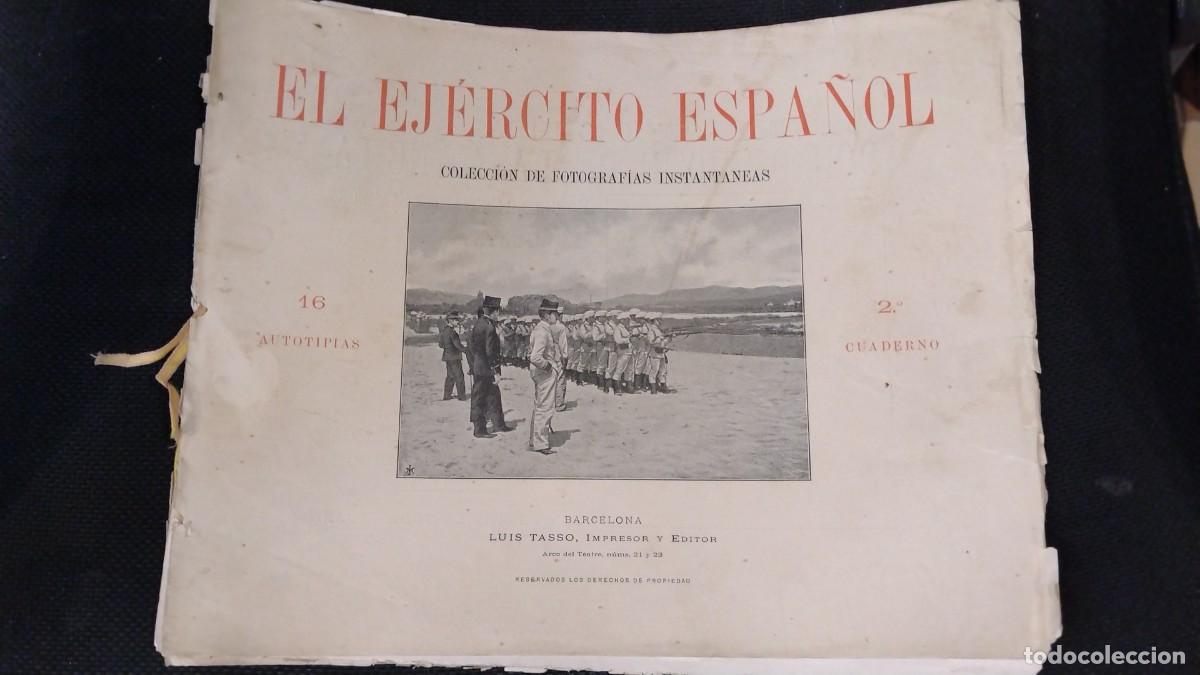 EL EJÉRCITO ESPAÑOL
COLECCIÓN DE FOTOGRAFÍAS INSTANTANEAS
16
AUTOTIPIAS
2.º
CUADERNO
BARCELONA
LUIS TASSO, IMPRESOR Y EDITOR
Arco del Teatre, núms. 21 y 23
RESERVADOS LOS DERECHOS DE PROPIEDAD
todocoleccion